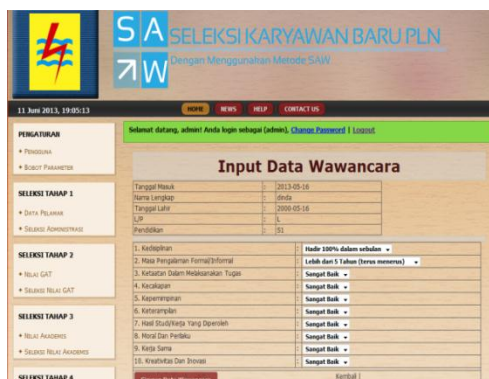 SAW
SELEKSI KARYAWAN BARU PLN
Dengan Menggunakan Metode SAW
11 Juni 2013, 19:05:13
HOME NEWS HELP CONTACT US
Selamat datang, admin! Anda login sebagai (admin), Change Password | Logout
PENGATURAN
• PENGGUNA
• BOBOT PARAMETER
SELEKSI TAHAP 1
• DATA PELAMAR
• SELEKSI ADMINISTRASI
SELEKSI TAHAP 2
• NILAI GAT
• SELEKSI NILAI GAT
SELEKSI TAHAP 3
• NILAI AKADEMIS
• SELEKSI NILAI AKADEMIS
SELEKSI TAHAP 4
Input Data Wawancara
Tanggal Masuk : 2013-05-16
Nama Lengkap : dinda
Tanggal Lahir : 2000-05-16
L/P : L
Pendidikan : S1
1. Kedisiplinan : Hadir 100% dalam sebulan
2. Masa Pengalaman Formal/Informal : Lebih dari 5 Tahun (terus menerus)
3. Ketaatan Dalam Melaksanakan Tugas : Sangat Baik
4. Kecakapan : Sangat Baik
5. Kepemimpinan : Sangat Baik
6. Keterampilan : Sangat Baik
7. Hasil Studi/Kerja Yang Diperoleh : Sangat Baik
8. Moral Dan Perilaku : Sangat Baik
9. Kerja Sama : Sangat Baik
10. Kreativitas Dan Inovasi : Sangat Baik
Kembali |